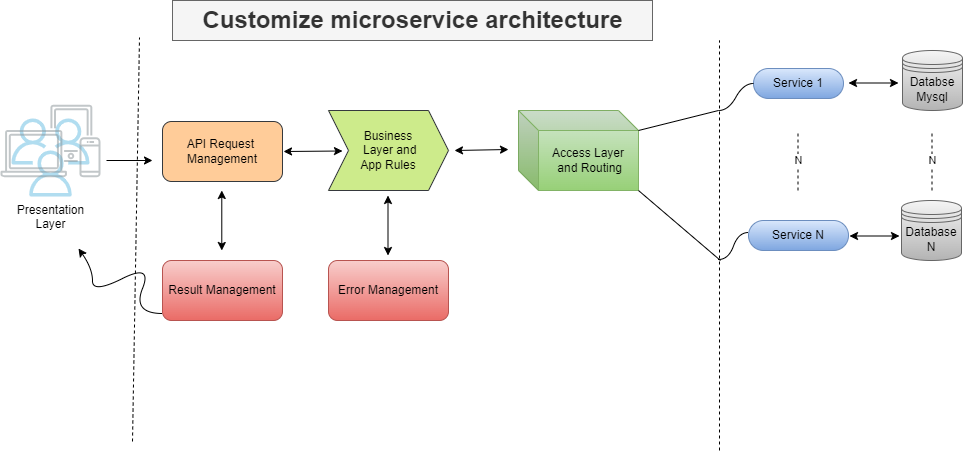 Customize microservice architecture
Presentation
Layer
API Request
Management
Business
Layer and
App Rules
Access Layer
and Routing
Service 1
Databse
Mysql
N
N
Service N
Database
N
Result Management
Error Management